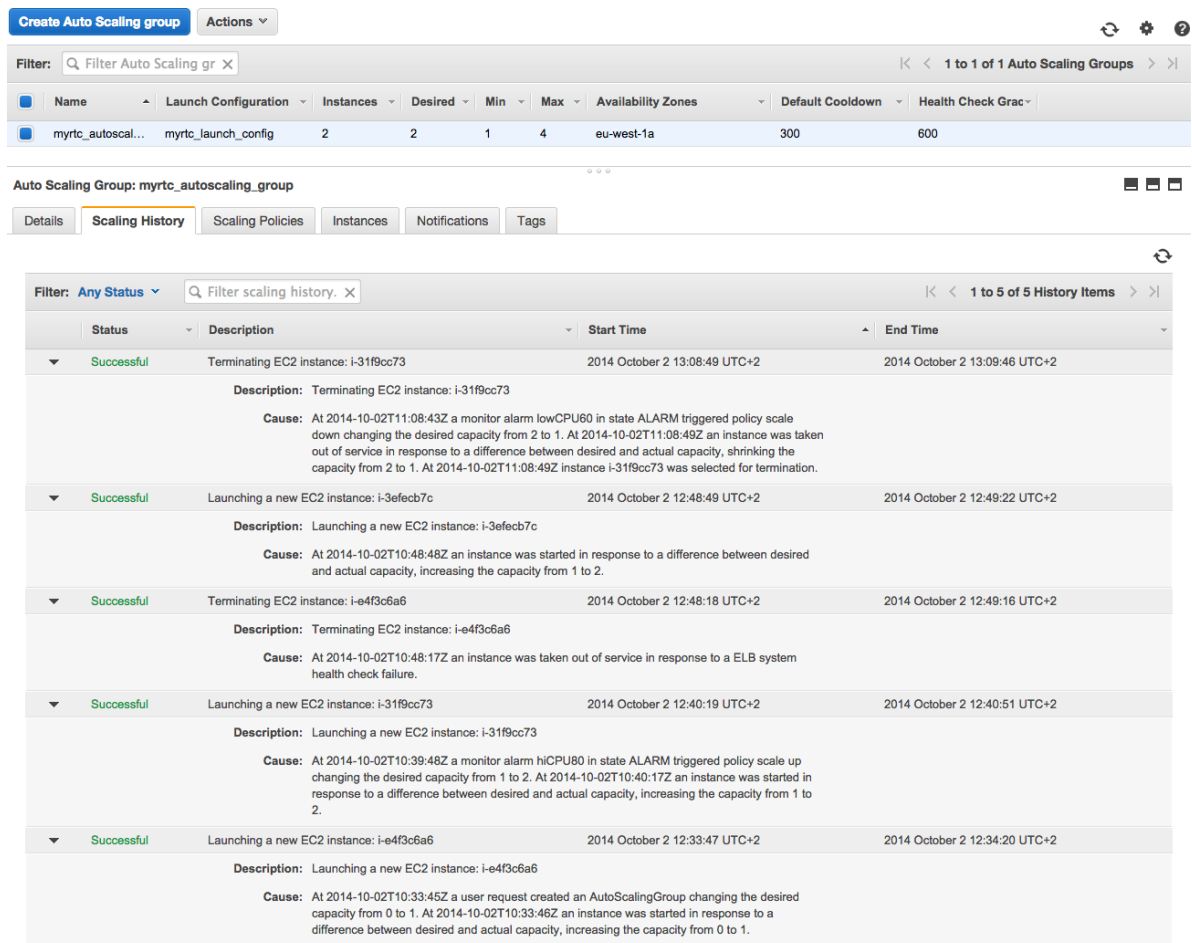 Create Auto Scaling group Actions
Filter: Filter Auto Scaling gr 1 to 1 of 1 Auto Scaling Groups
Name Launch Configuration Instances Desired Min Max Availability Zones Default Cooldown Health Check Grac
myrtc_autoscal... myrtc_launch_config 2 2 1 4 eu-west-1a 300 600
Auto Scaling Group: myrtc_autoscaling_group
Details Scaling History Scaling Policies Instances Notifications Tags
Filter: Any Status Filter scaling history. 1 to 5 of 5 History Items
Status Description Start Time End Time
Successful Terminating EC2 instance: i-31f9cc73 2014 October 2 13:08:49 UTC+2 2014 October 2 13:09:46 UTC+2
Description: Terminating EC2 instance: i-31f9cc73
Cause: At 2014-10-02T11:08:43Z a monitor alarm lowCPU60 in state ALARM triggered policy scale
down changing the desired capacity from 2 to 1. At 2014-10-02T11:08:49Z an instance was taken
out of service in response to a difference between desired and actual capacity, shrinking the
capacity from 2 to 1. At 2014-10-02T11:08:49Z instance i-31f9cc73 was selected for termination.
Successful Launching a new EC2 instance: i-3efecb7c 2014 October 2 12:48:49 UTC+2 2014 October 2 12:49:22 UTC+2
Description: Launching a new EC2 instance: i-3efecb7c
Cause: At 2014-10-02T10:48:48Z an instance was started in response to a difference between desired
and actual capacity, increasing the capacity from 1 to 2.
Successful Terminating EC2 instance: i-e4f3c6a6 2014 October 2 12:48:18 UTC+2 2014 October 2 12:49:16 UTC+2
Description: Terminating EC2 instance: i-e4f3c6a6
Cause: At 2014-10-02T10:48:17Z an instance was taken out of service in response to a ELB system
health check failure.
Successful Launching a new EC2 instance: i-31f9cc73 2014 October 2 12:40:19 UTC+2 2014 October 2 12:40:51 UTC+2
Description: Launching a new EC2 instance: i-31f9cc73
Cause: At 2014-10-02T10:39:48Z a monitor alarm hiCPU80 in state ALARM triggered policy scale up
changing the desired capacity from 1 to 2. At 2014-10-02T10:40:17Z an instance was started in
response to a difference between desired and actual capacity, increasing the capacity from 1 to
2.
Successful Launching a new EC2 instance: i-e4f3c6a6 2014 October 2 12:33:47 UTC+2 2014 October 2 12:34:20 UTC+2
Description: Launching a new EC2 instance: i-e4f3c6a6
Cause: At 2014-10-02T10:33:45Z a user request created an AutoScalingGroup changing the desired
capacity from 0 to 1. At 2014-10-02T10:33:46Z an instance was started in response to a
difference between desired and actual capacity, increasing the capacity from 0 to 1.